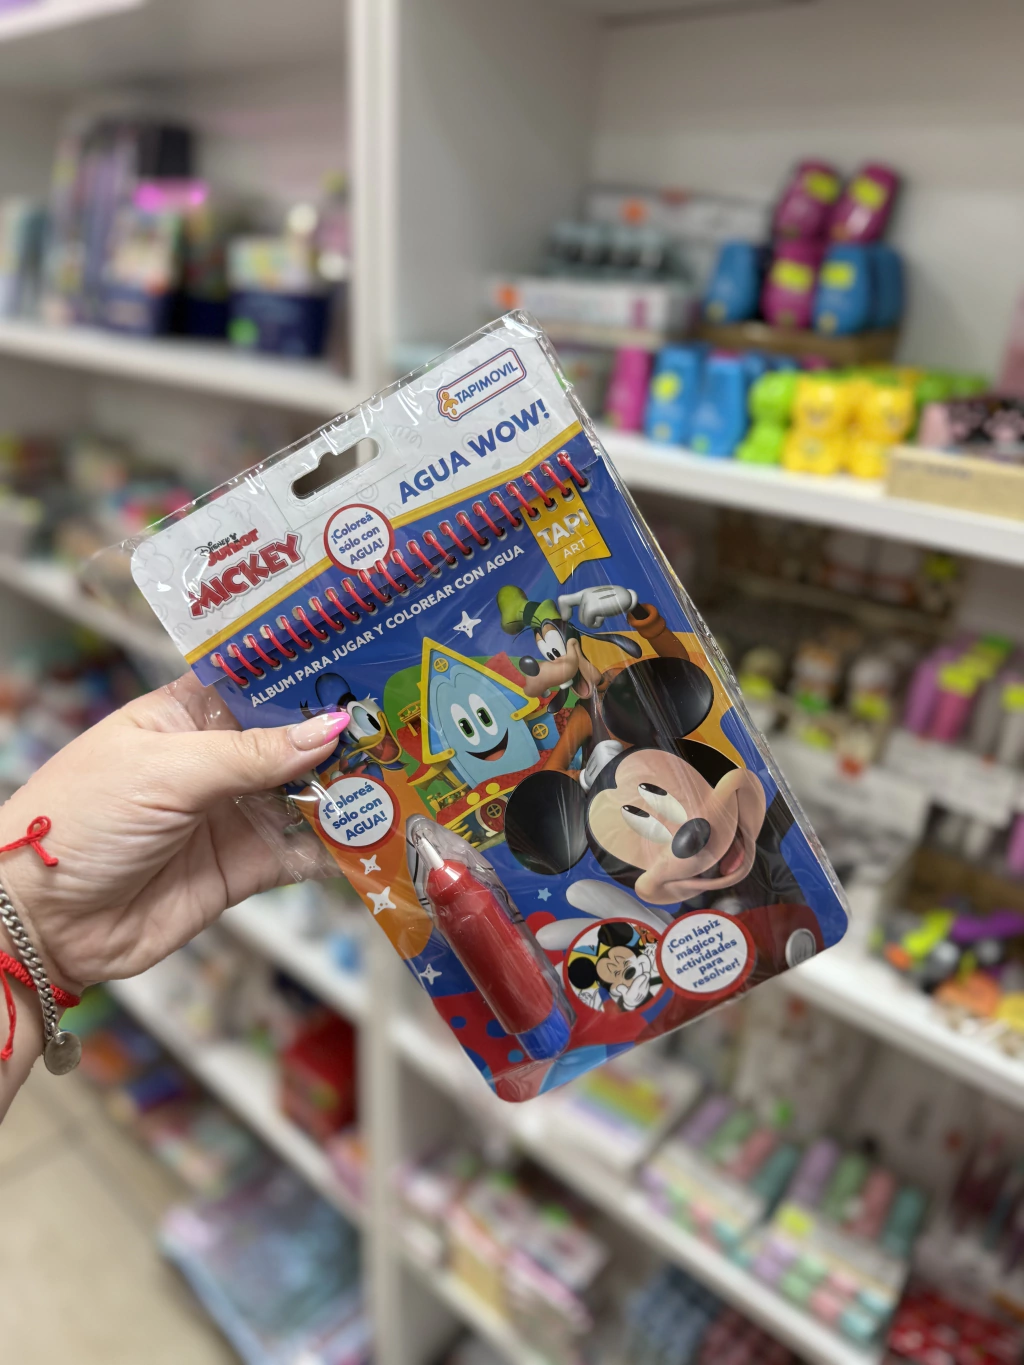 TAPIMOVIL
AGUA WOW!
DISNEY
JUNIOR
MICKEY
¡Coloreá
sólo con
AGUA!
TAPI
ART
ÁLBUM PARA JUGAR Y COLOREAR CON AGUA
¡Coloreá
sólo con
AGUA!
¡Con lápiz
mágico y
actividades
para
resolver!